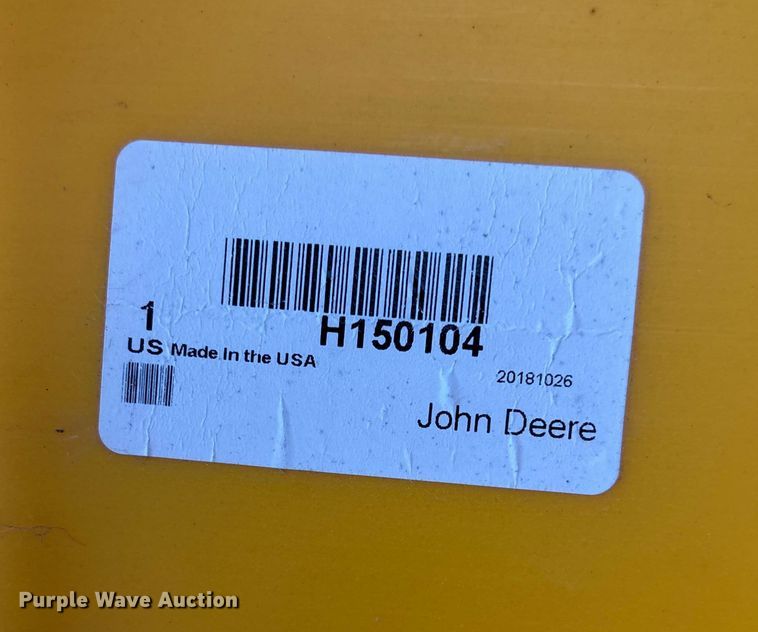 H150104
1
US Made In the USA
20181026
John Deere
Purple Wave Auction